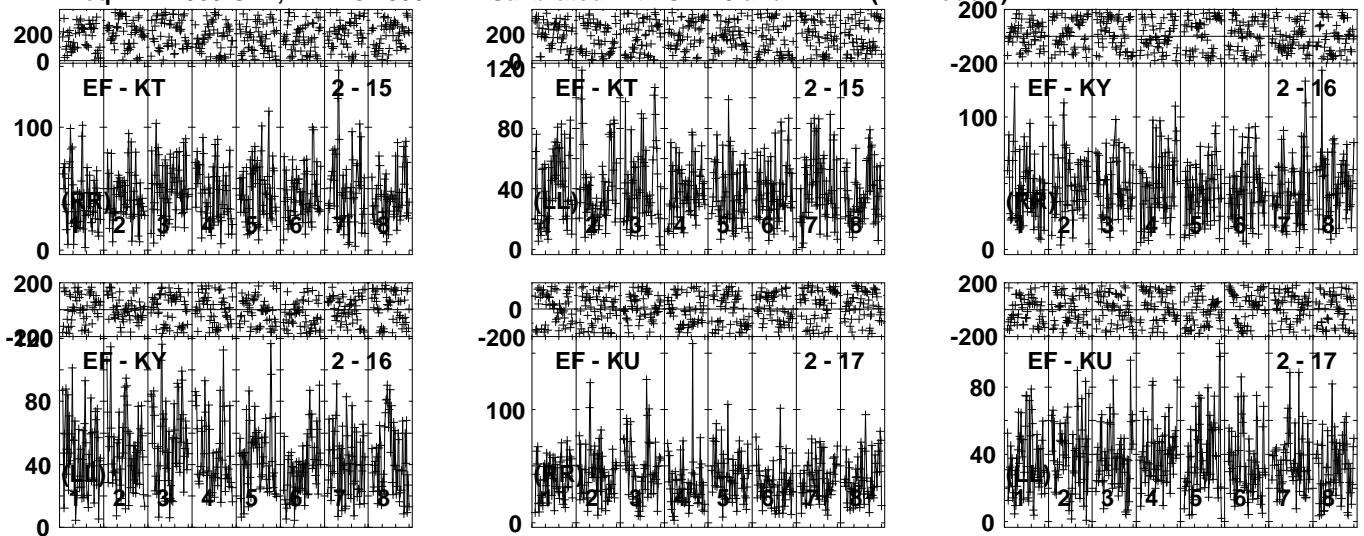 200 200 200
0 0 -200
EF - KT 2 - 15 120 EF - KT 2 - 15 EF - KY 2 - 16
100 80 100
40
(RR) (LL) (RR)
1 2 3 4 5 6 7 8 1 2 3 4 5 6 7 8 1 2 3 4 5 6 7 8
0 0 0
200 0 200
-200 -200 -200
120 EF - KY 2 - 16 EF - KU 2 - 17 EF - KU 2 - 17
80 100 80
40 40
(LL) (RR) (LL)
1 2 3 4 5 6 7 8 1 2 3 4 5 6 7 8 1 2 3 4 5 6 7 8
0 0 0